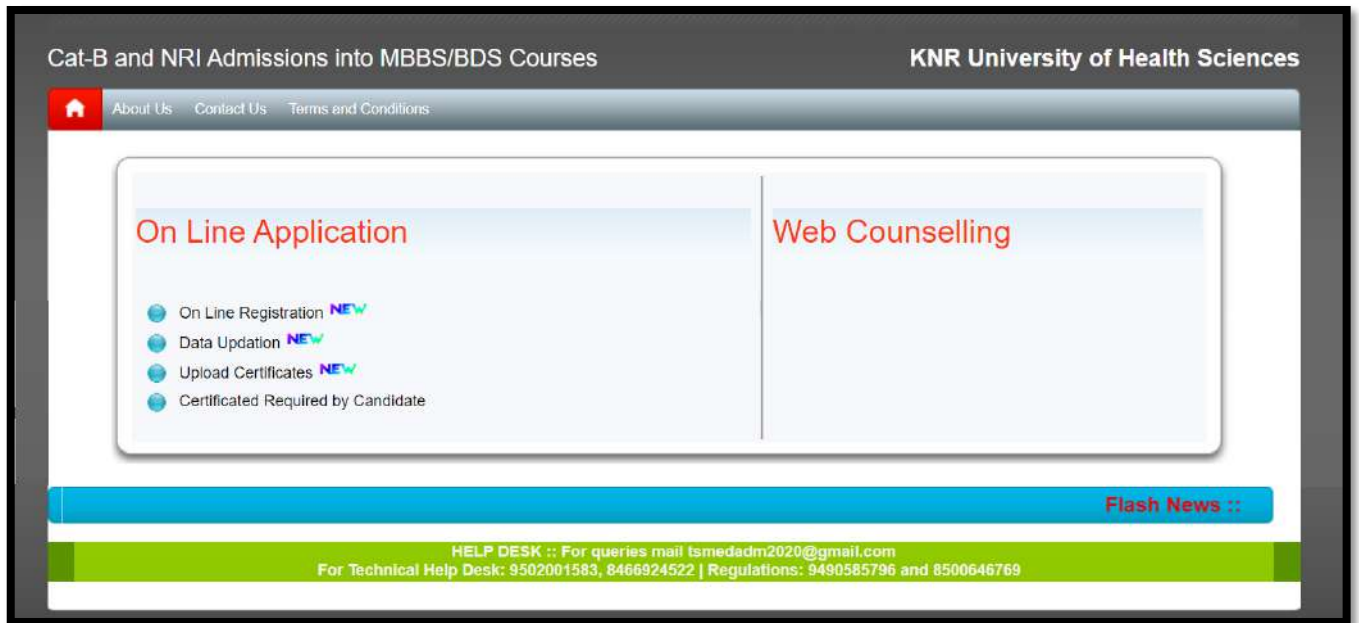 Cat-B and NRI Admissions into MBBS/BDS Courses
KNR University of Health Sciences
About Us Contact Us Terms and Conditions
On Line Application
On Line Registration NEW
Data Updation NEW
Upload Certificates NEW
Certificated Required by Candidate
Web Counselling
Flash News ::
HELP DESK :: For queries mail tsmedadm2020@gmail.com
For Technical Help Desk: 9502001583, 8466924522 | Regulations: 9490585796 and 8500646769